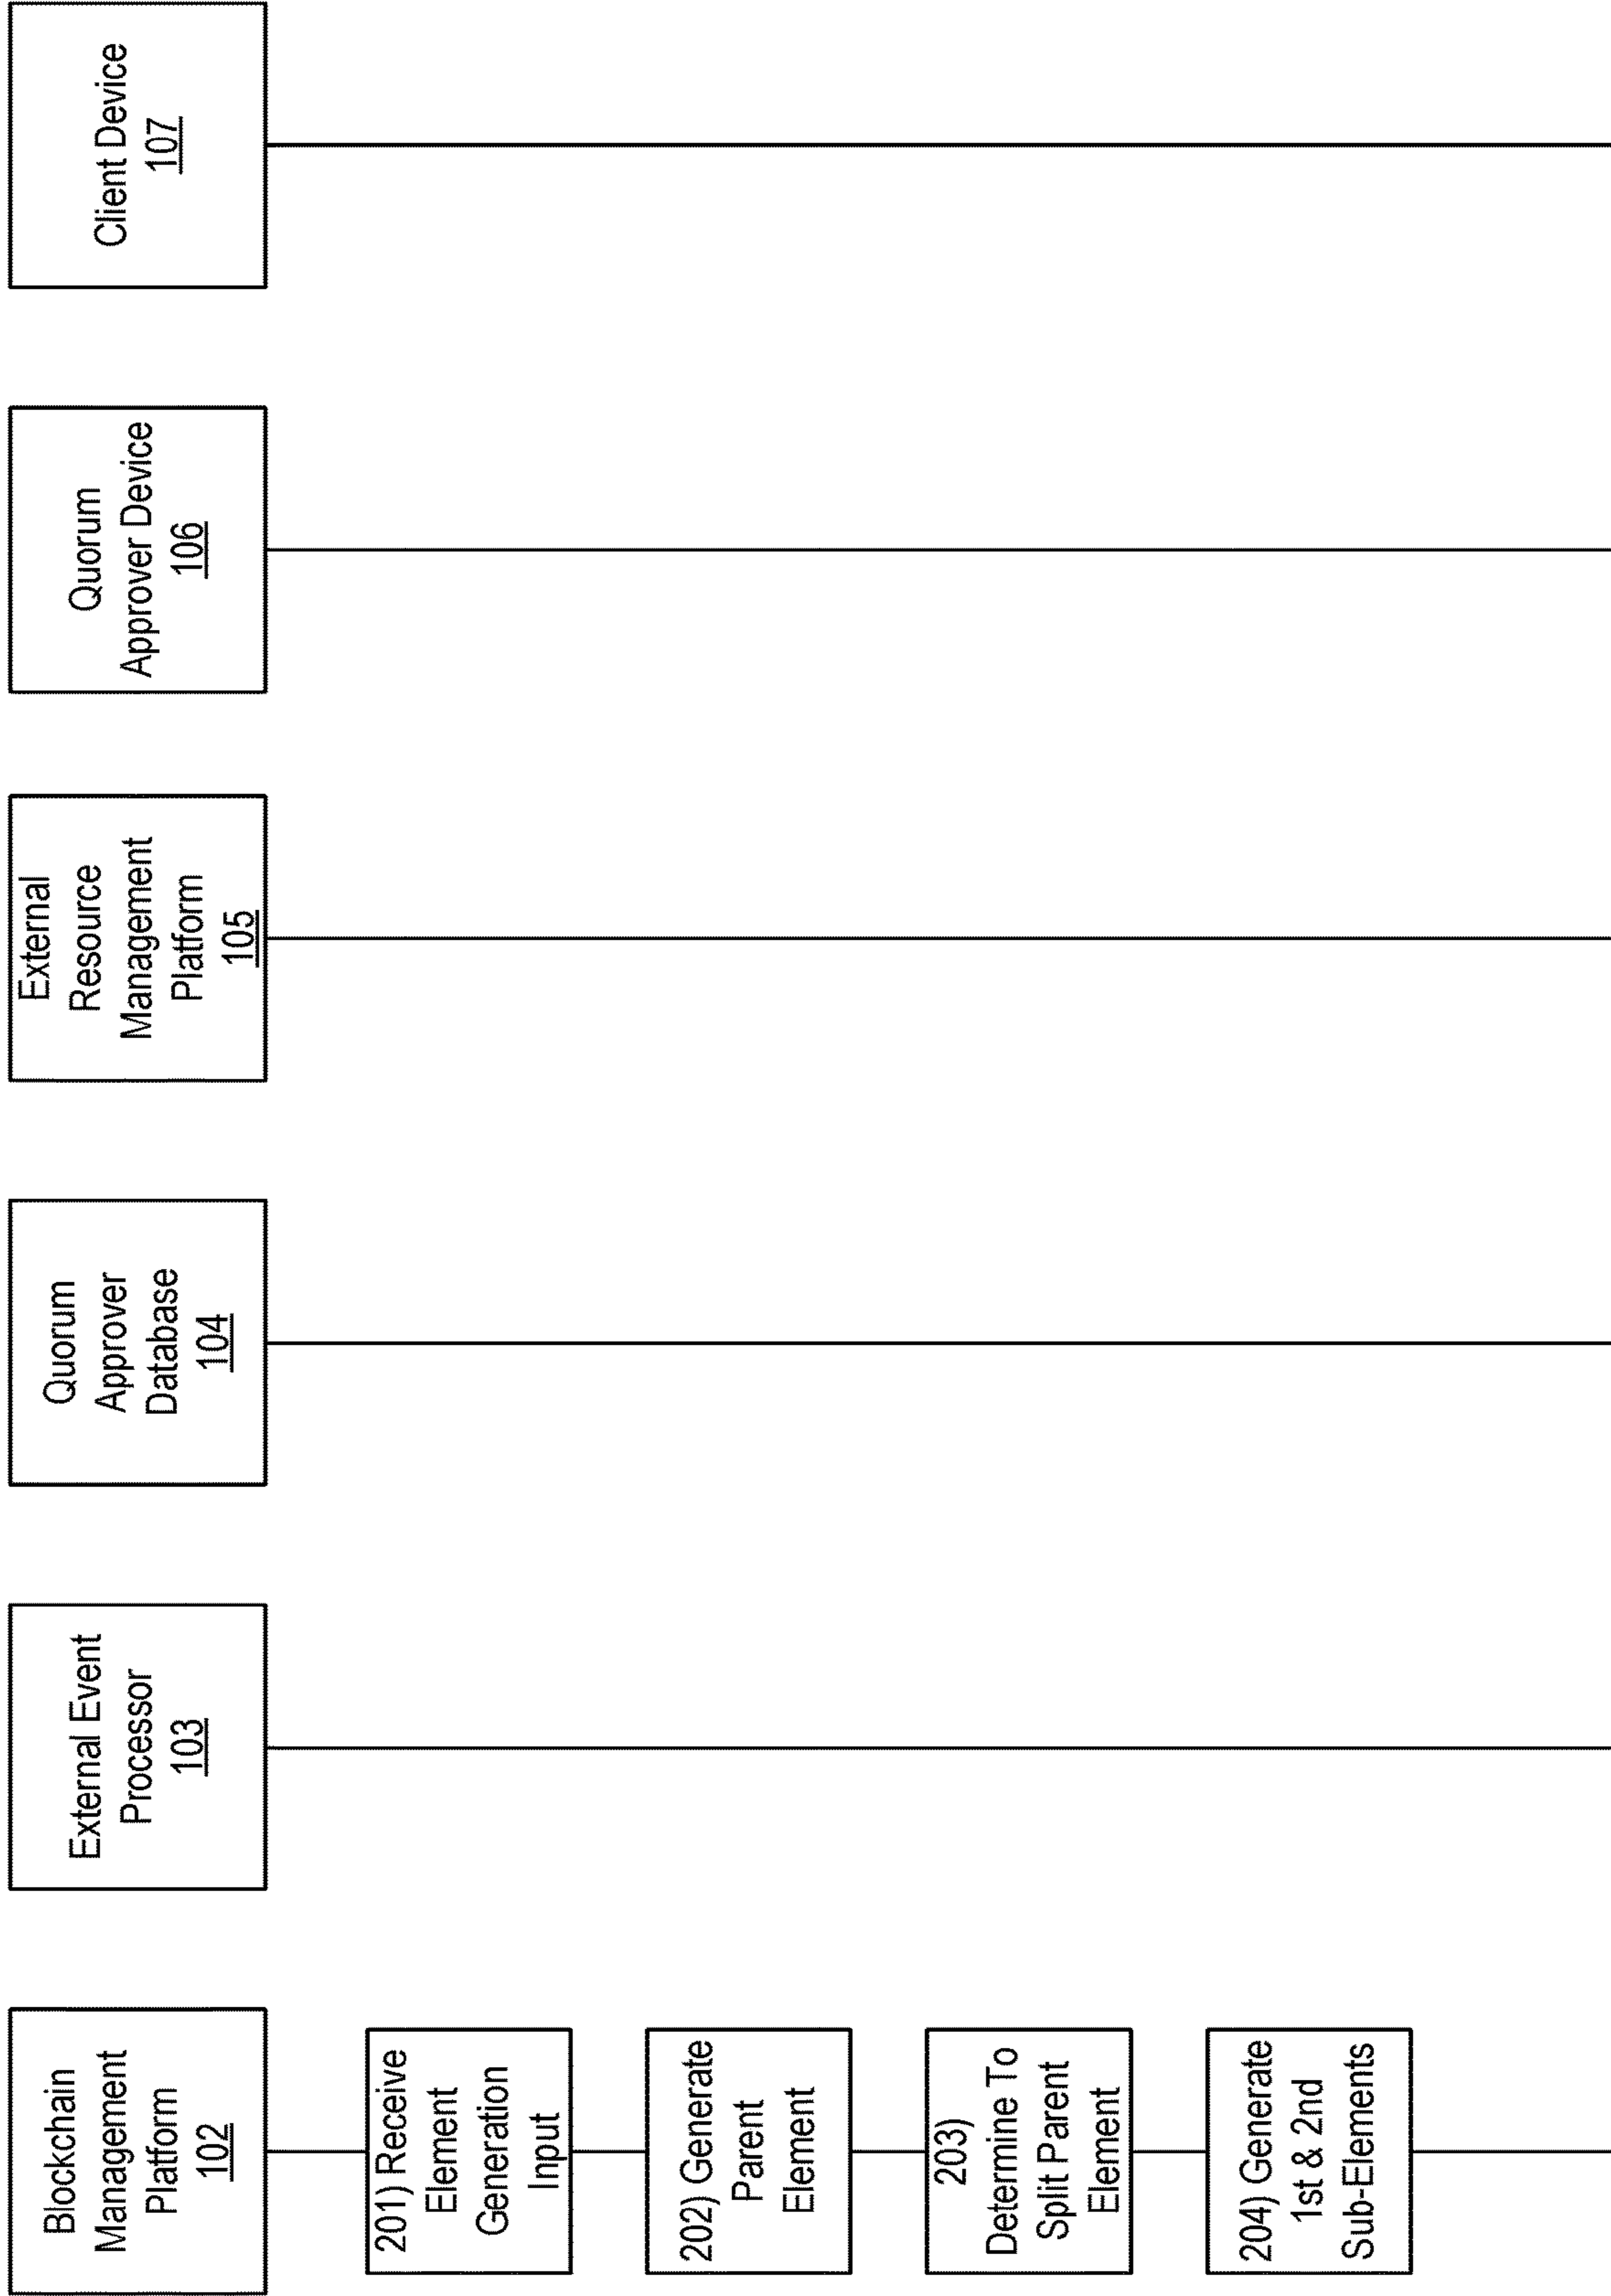 Blockchain
Management
Platform
102
External Event
Processor
103
Quorum
Approver
Database
104
External
Resource
Management
Platform
105
Quorum
Approver Device
106
Client Device
107
201) Receive
Element
Generation
Input
202) Generate
Parent
Element
203)
Determine To
Split Parent
Element
204) Generate
1st & 2nd
Sub-Elements